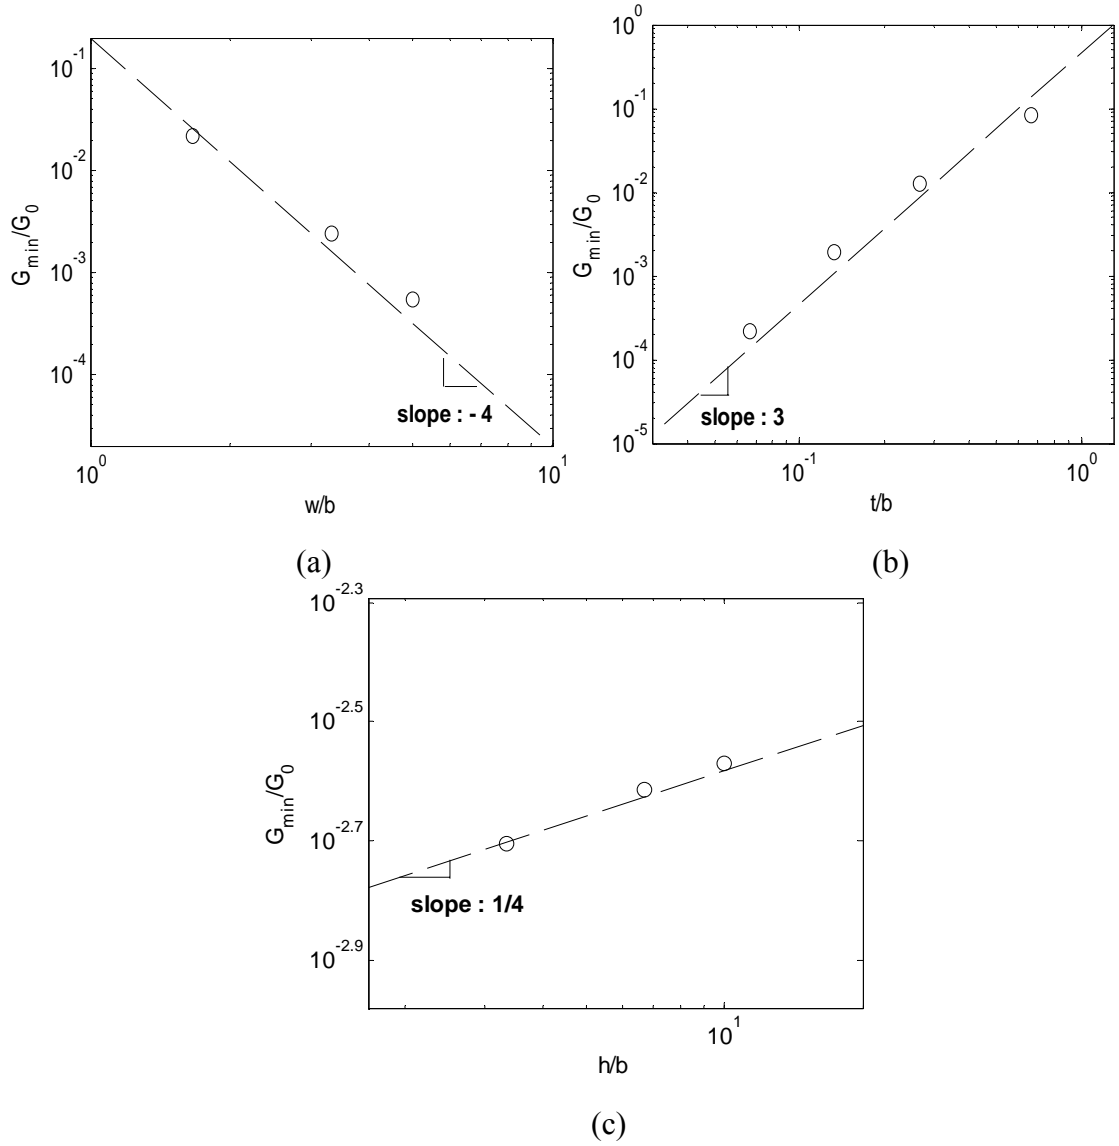 10^-1
10^-2
10^-3
10^-4
G_min/G_0
slope : - 4
10^0
10^1
w/b
(a)
10^0
10^-1
10^-2
10^-3
10^-4
10^-5
G_min/G_0
slope : 3
10^-1
10^0
t/b
(b)
10^-2.3
10^-2.5
10^-2.7
10^-2.9
G_min/G_0
slope : 1/4
10^1
h/b
(c)